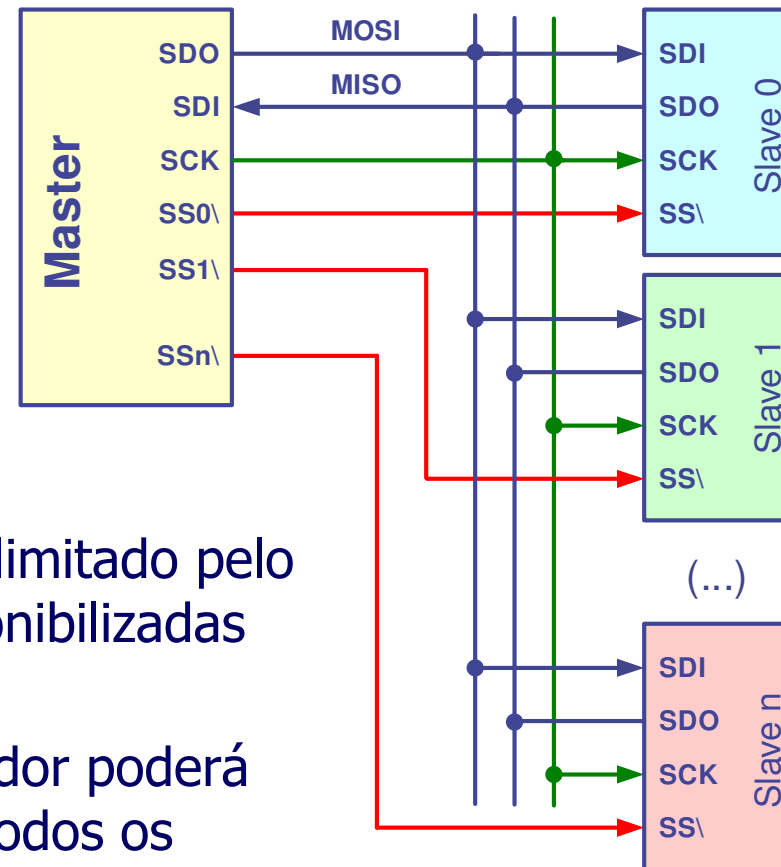 MOSI
SDO
SDI
MISO
SDI
SDO
SCK
SCK
SS0\
SS\
Master
Slave 0
SS1\
SSn\
SDI
SDO
SCK
SS\
Slave 1
limitado pelo
onibilizadas
(...)
SDI
SDO
SCK
SS\
Slave n
dor poderá
odos os